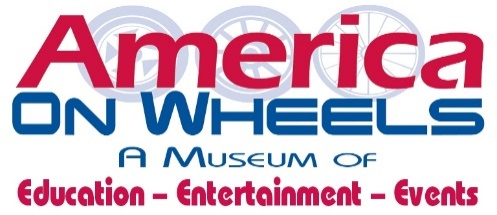 America
On Wheels
A Museum of
Education – Entertainment – Events